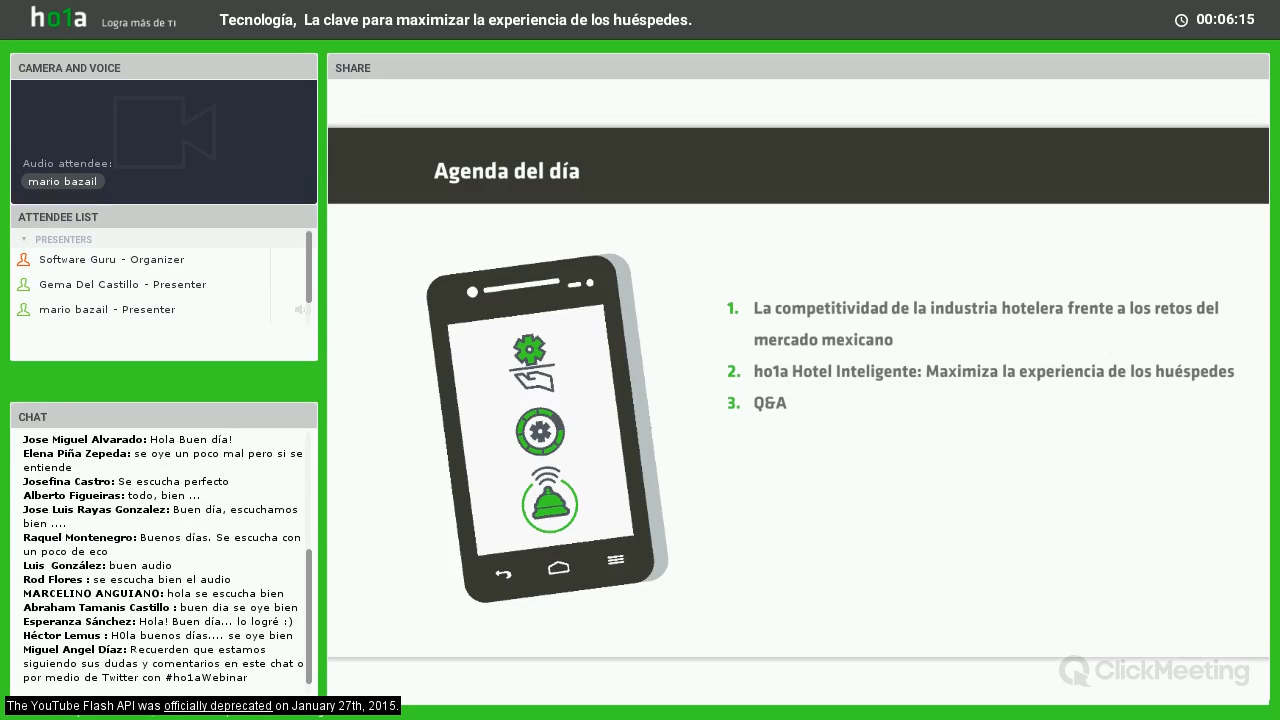 ho1a Logra más de TI
Tecnología, La clave para maximizar la experiencia de los huéspedes.
00:06:15
CAMERA AND VOICE
Audio attendee:
mario bazail
ATTENDEE LIST
PRESENTERS
Software Guru - Organizer
Gema Del Castillo - Presenter
mario bazail - Presenter
CHAT
Jose Miguel Alvarado: Hola Buen día!
Elena Piña Zepeda: se oye un poco mal pero si se
entiende
Josefina Castro: Se escucha perfecto
Alberto Figueiras: todo, bien ...
Jose Luis Rayas Gonzalez: Buen día, escuchamos
bien ....
Raquel Montenegro: Buenos días. Se escucha con
un poco de eco
Luis González: buen audio
Rod Flores : se escucha bien el audio
MARCELINO ANGUIANO: hola se escucha bien
Abraham Tamanis Castillo : buen dia se oye bien
Esperanza Sánchez: Hola! Buen día... lo logré :)
Héctor Lemus : H0la buenos días.... se oye bien
Miguel Angel Díaz: Recuerden que estamos
siguiendo sus dudas y comentarios en este chat o
por medio de Twitter con #ho1aWebinar
The YouTube Flash API was officially deprecated on January 27th, 2015.
SHARE
Agenda del día
1. La competitividad de la industria hotelera frente a los retos del
mercado mexicano
2. ho1a Hotel Inteligente: Maximiza la experiencia de los huéspedes
3. Q&A
ClickMeeting